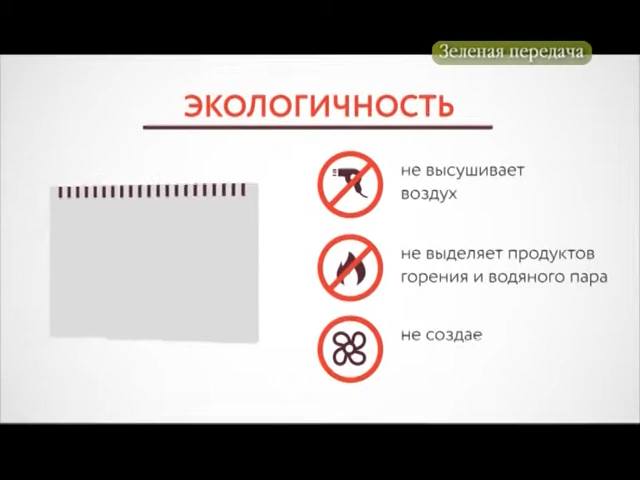 Зеленая передача
ЭКОЛОГИЧНОСТЬ
не высушивает
воздух
не выделяет продуктов
горения и водяного пара
не создае